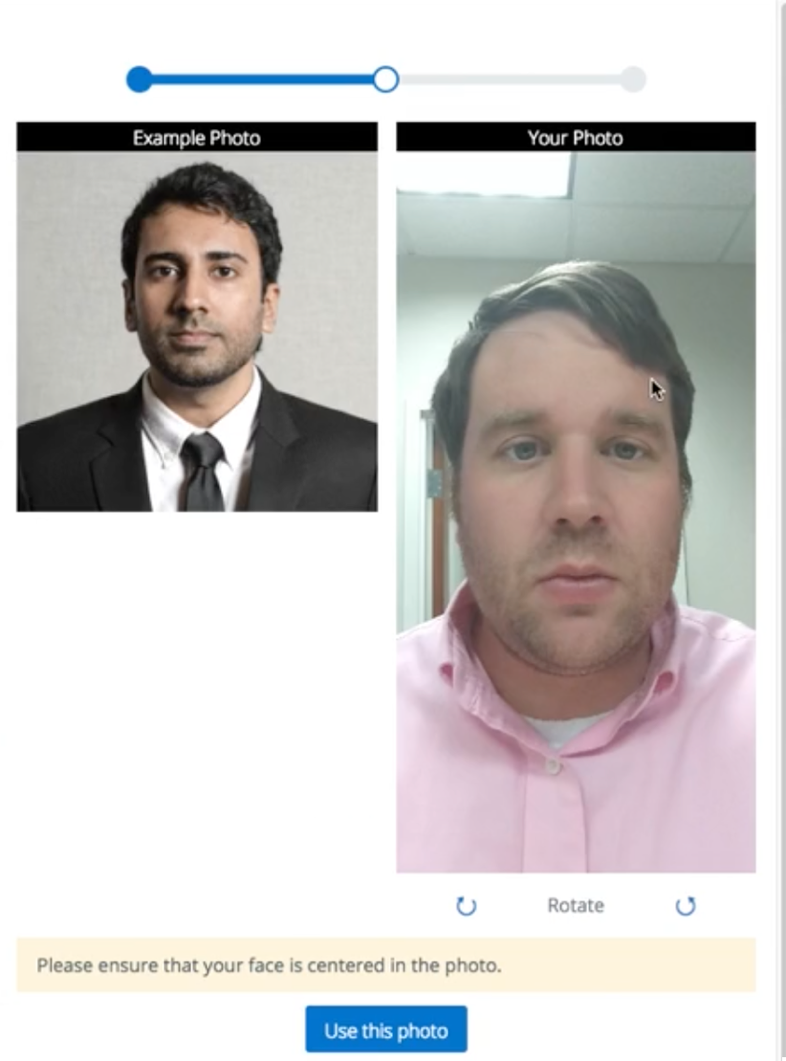 Example Photo
Your Photo
Rotate
Please ensure that your face is centered in the photo.
Use this photo